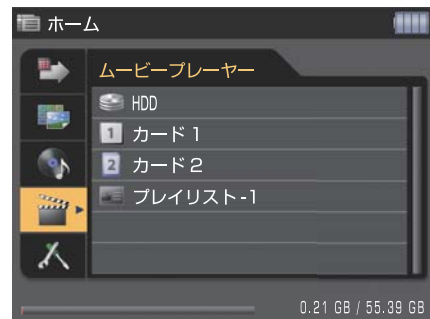 ホーム
ムービープレーヤー
HDD
1 カード 1
2 カード 2
プレイリスト-1
0.21 GB / 55.39 GB